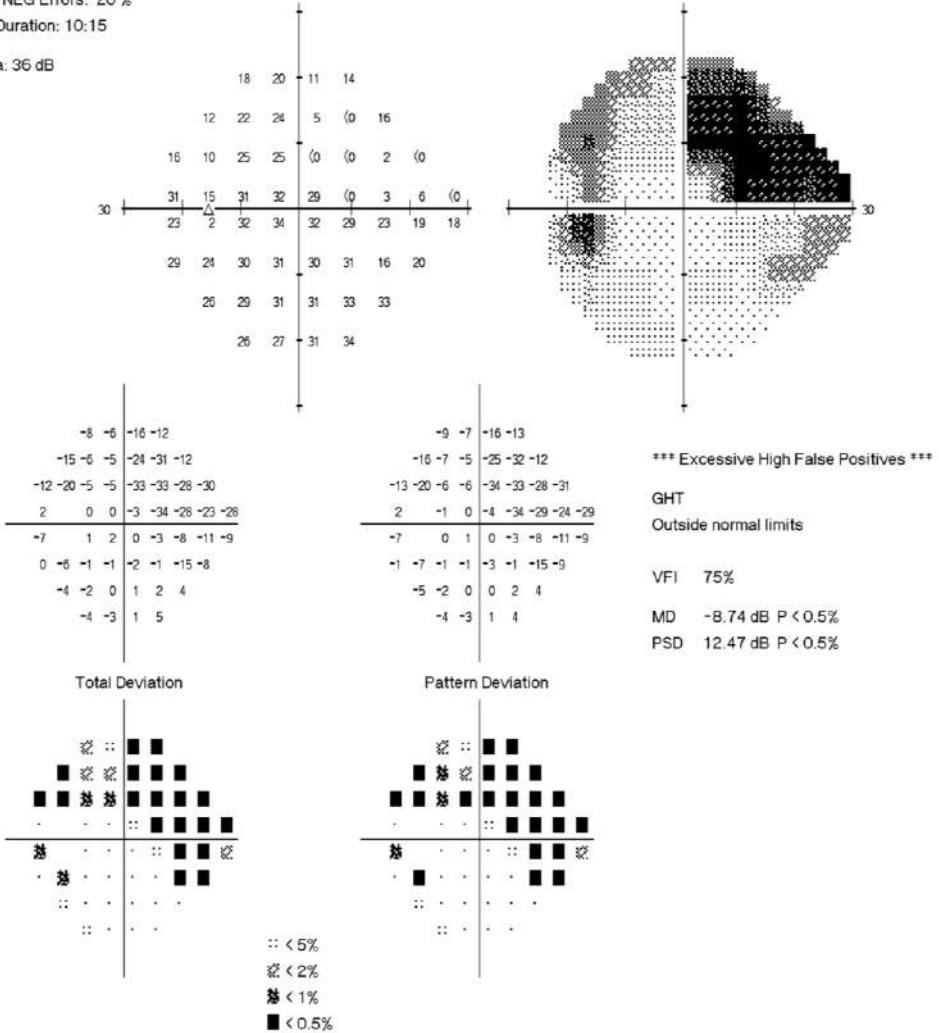 NEG Errors: 20 %
Duration: 10:15
a: 36 dB
18 20 11 14
12 22 24 5 (0 16
16 10 25 25 (0 (0 2 (0
31 15 31 32 29 (0 3 6 (0
30 30
23 2 32 34 32 29 23 19 18
29 24 30 31 30 31 16 20
26 29 31 31 33 33
26 27 31 34
-8 -6 -16 -12
-15 -6 -5 -24 -31 -12
-12 -20 -5 -5 -33 -33 -28 -30
2 0 0 -3 -34 -28 -23 -28
-7 1 2 0 -3 -8 -11 -9
0 -6 -1 -1 -2 -1 -15 -8
-4 -2 0 1 2 4
-4 -3 1 5
Total Deviation
-9 -7 -16 -13
-16 -7 -5 -25 -32 -12
-13 -20 -6 -6 -34 -33 -28 -31
2 -1 0 -4 -34 -29 -24 -29
-7 0 1 0 -3 -8 -11 -9
-1 -7 -1 -1 -3 -1 -15 -9
-5 -2 0 0 2 4
-4 -3 1 4
Pattern Deviation
*** Excessive High False Positives ***
GHT
Outside normal limits
VFI 75%
MD -8.74 dB P < 0.5%
PSD 12.47 dB P < 0.5%
< 5%
< 2%
< 1%
< 0.5%